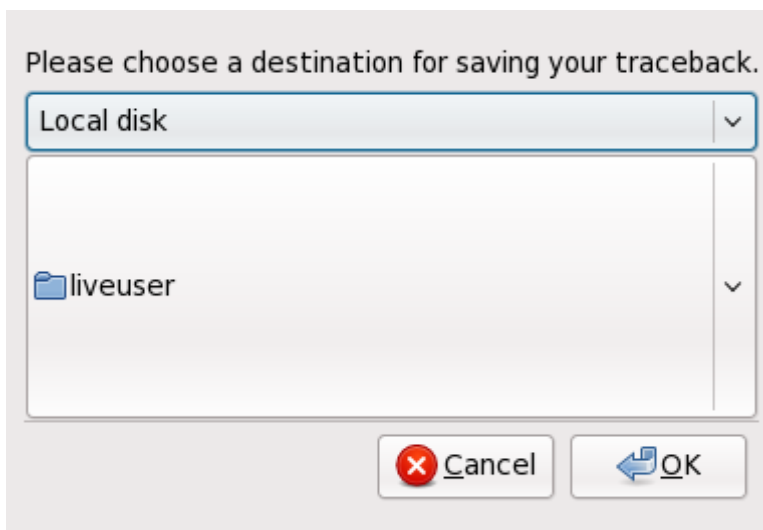 Please choose a destination for saving your traceback.
Local disk
liveuser
Cancel
OK